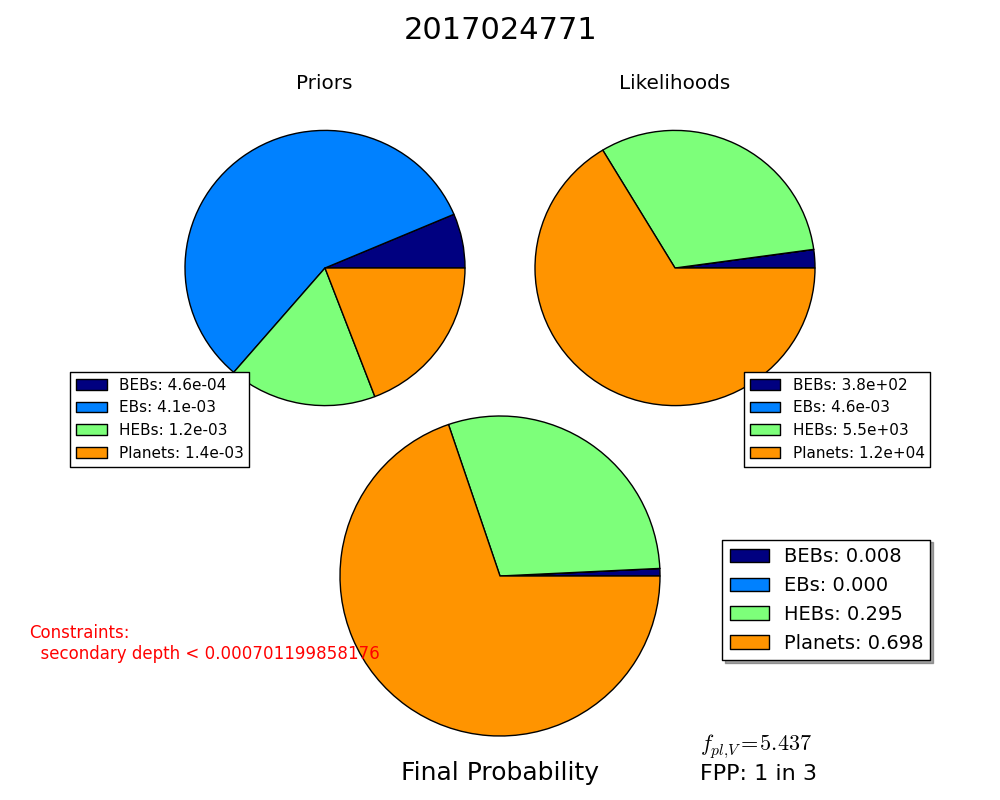 2017024771
Priors
Likelihoods
BEBs: 4.6e-04
EBs: 4.1e-03
HEBs: 1.2e-03
Planets: 1.4e-03
BEBs: 3.8e+02
EBs: 4.6e-03
HEBs: 5.5e+03
Planets: 1.2e+04
BEBs: 0.008
EBs: 0.000
HEBs: 0.295
Planets: 0.698
Constraints:
secondary depth < 0.000701199858176
f_{pl,V}=5.437
Final Probability
FPP: 1 in 3